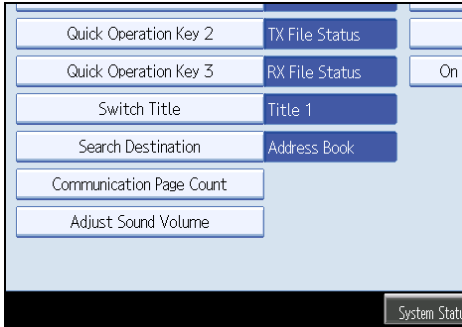 Quick Operation Key 2 TX File Status
Quick Operation Key 3 RX File Status On
Switch Title Title 1
Search Destination Address Book
Communication Page Count
Adjust Sound Volume
System Statu